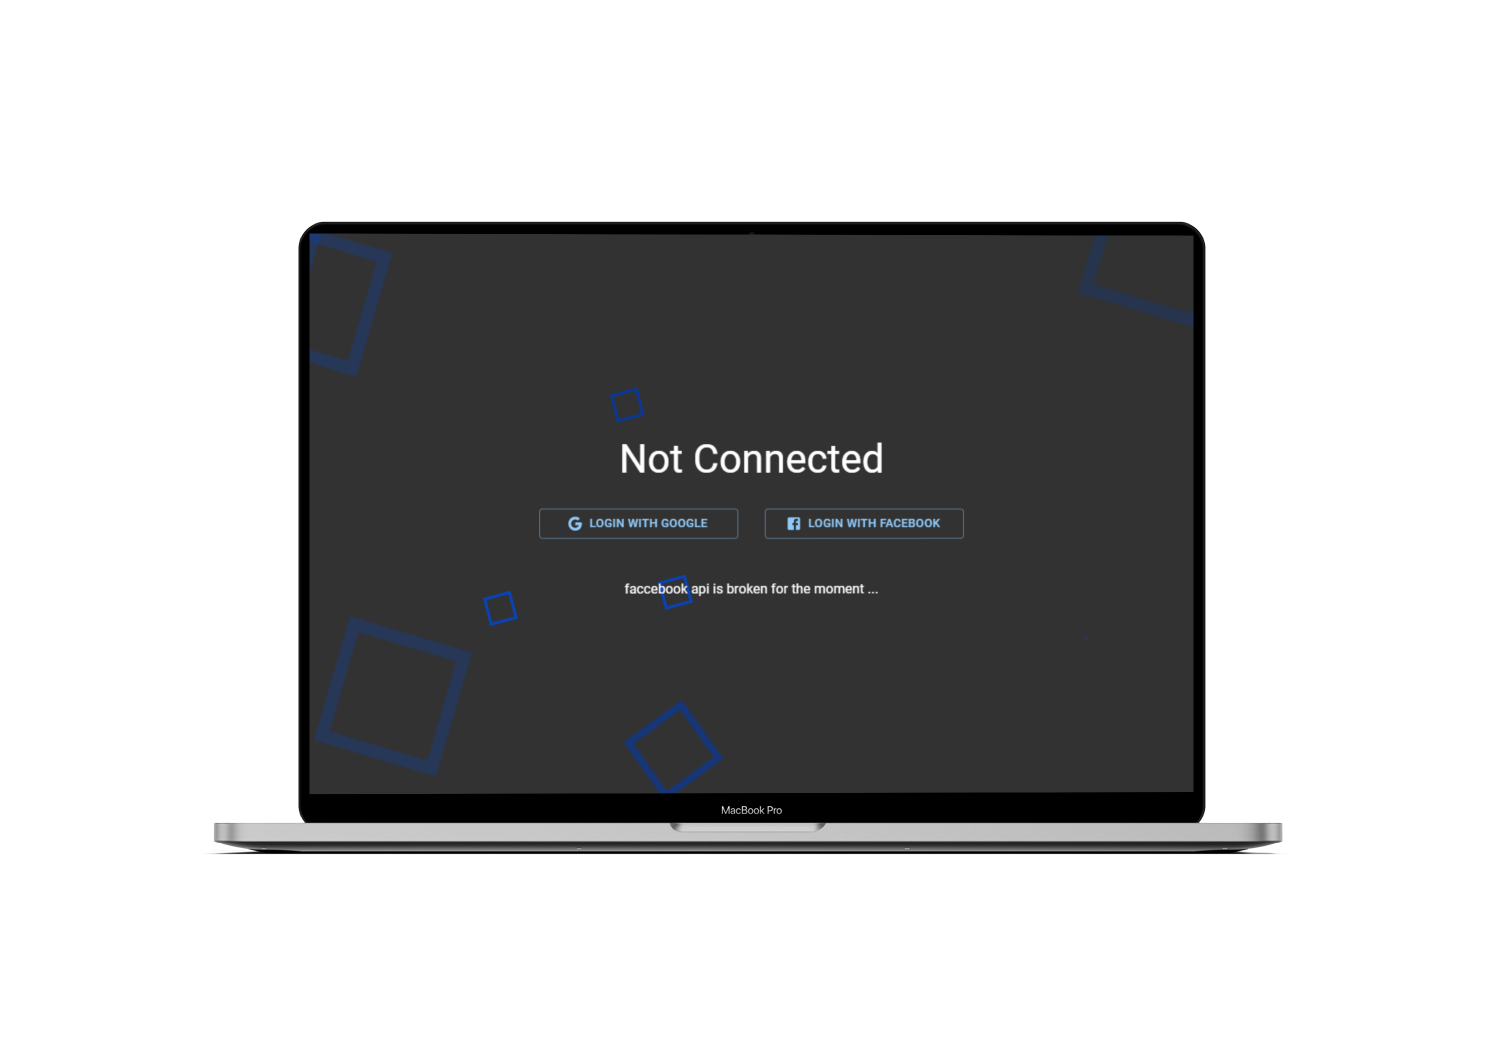 Not Connected
LOGIN WITH GOOGLE
LOGIN WITH FACEBOOK
faccebook api is broken for the moment ...
MacBook Pro